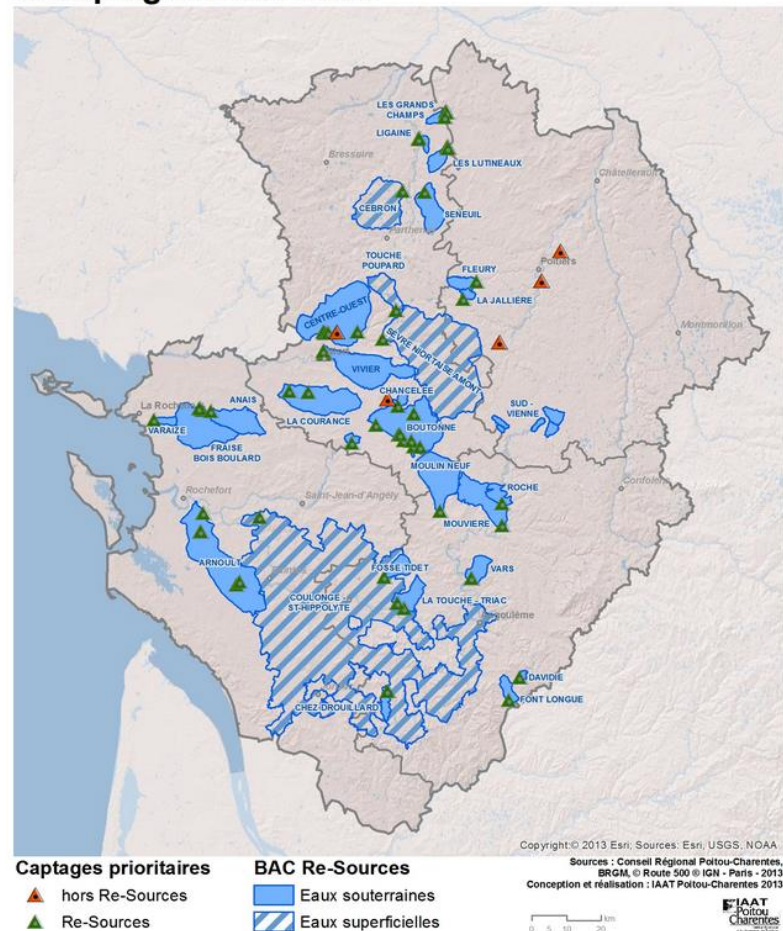 LES GRANDS
CHAMPS
LIGAINE
Bressuire
LES LUTINEAUX
Châtellerault
CEBRON
SENEUIL
Parthenay
TOUCHE
POUPARD
FLEURY
Poitiers
LA JALLIÈRE
CENTRE-OUEST
SEVRE NIORTAISE AMONT
Montmorillon
VIVIER
CHANCELEE
SUD -
VIENNE
La Rochelle
ANAIS
LA COURANCE
VARAIZE
BOUTONNE
FRAISE
BOIS BOULARD
MOULIN NEUF
Rochefort
Saint-Jean-d'Angély
ROCHE
Confolens
MOUVIERE
ARNOULT
FOSSE TIDET
VARS
COULONGE -
ST-HIPPOLYTE
LA TOUCHE - TRIAC
Angoulême
DAVIDIE
CHEZ-DROUILLARD
FONT LONGUE
Copyright:© 2013 Esri, Sources: Esri, USGS, NOAA
Captages prioritaires
hors Re-Sources
Re-Sources
BAC Re-Sources
Eaux souterraines
Eaux superficielles
Sources : Conseil Régional Poitou-Charentes,
BRGM, © Route 500 ® IGN - Paris - 2013
Conception et réalisation : IAAT Poitou-Charentes 2013
km
0 5 10 20
IAAT
Poitou
Charentes